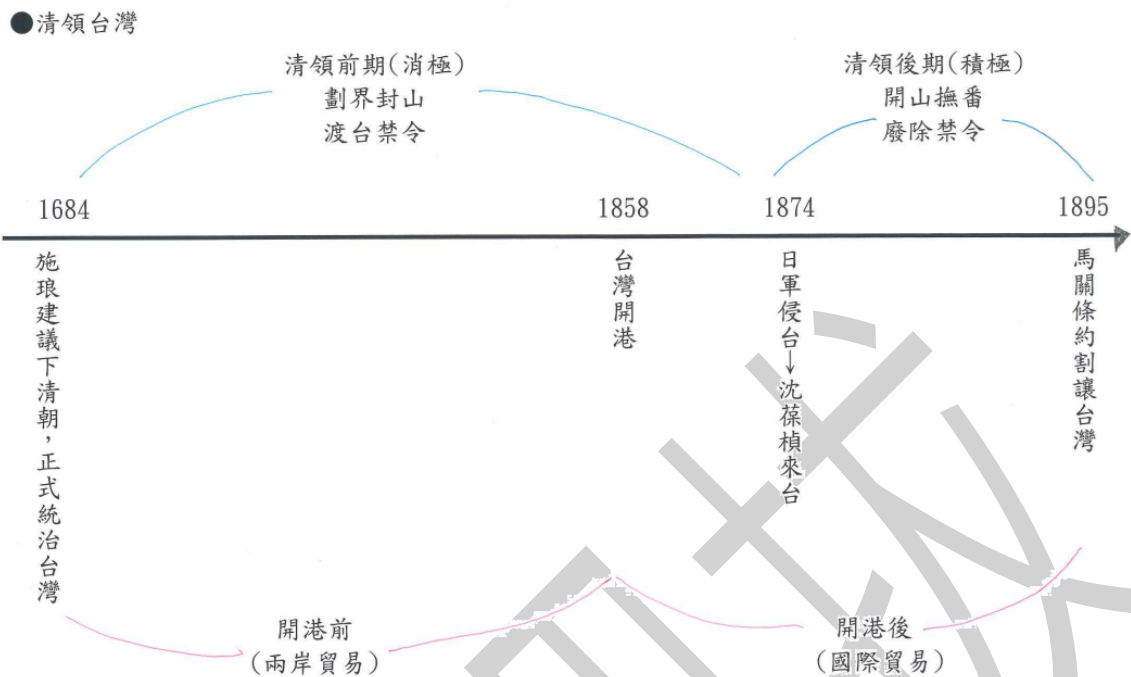 ●清領台灣
清領前期(消極)
劃界封山
渡台禁令
清領後期(積極)
開山撫番
廢除禁令
1684
1858
1874
1895
施琅建議下清朝，正式統治台灣
台灣開港
日軍侵台→沈葆楨來台
馬關條約割讓台灣
開港前
(兩岸貿易)
開港後
(國際貿易)